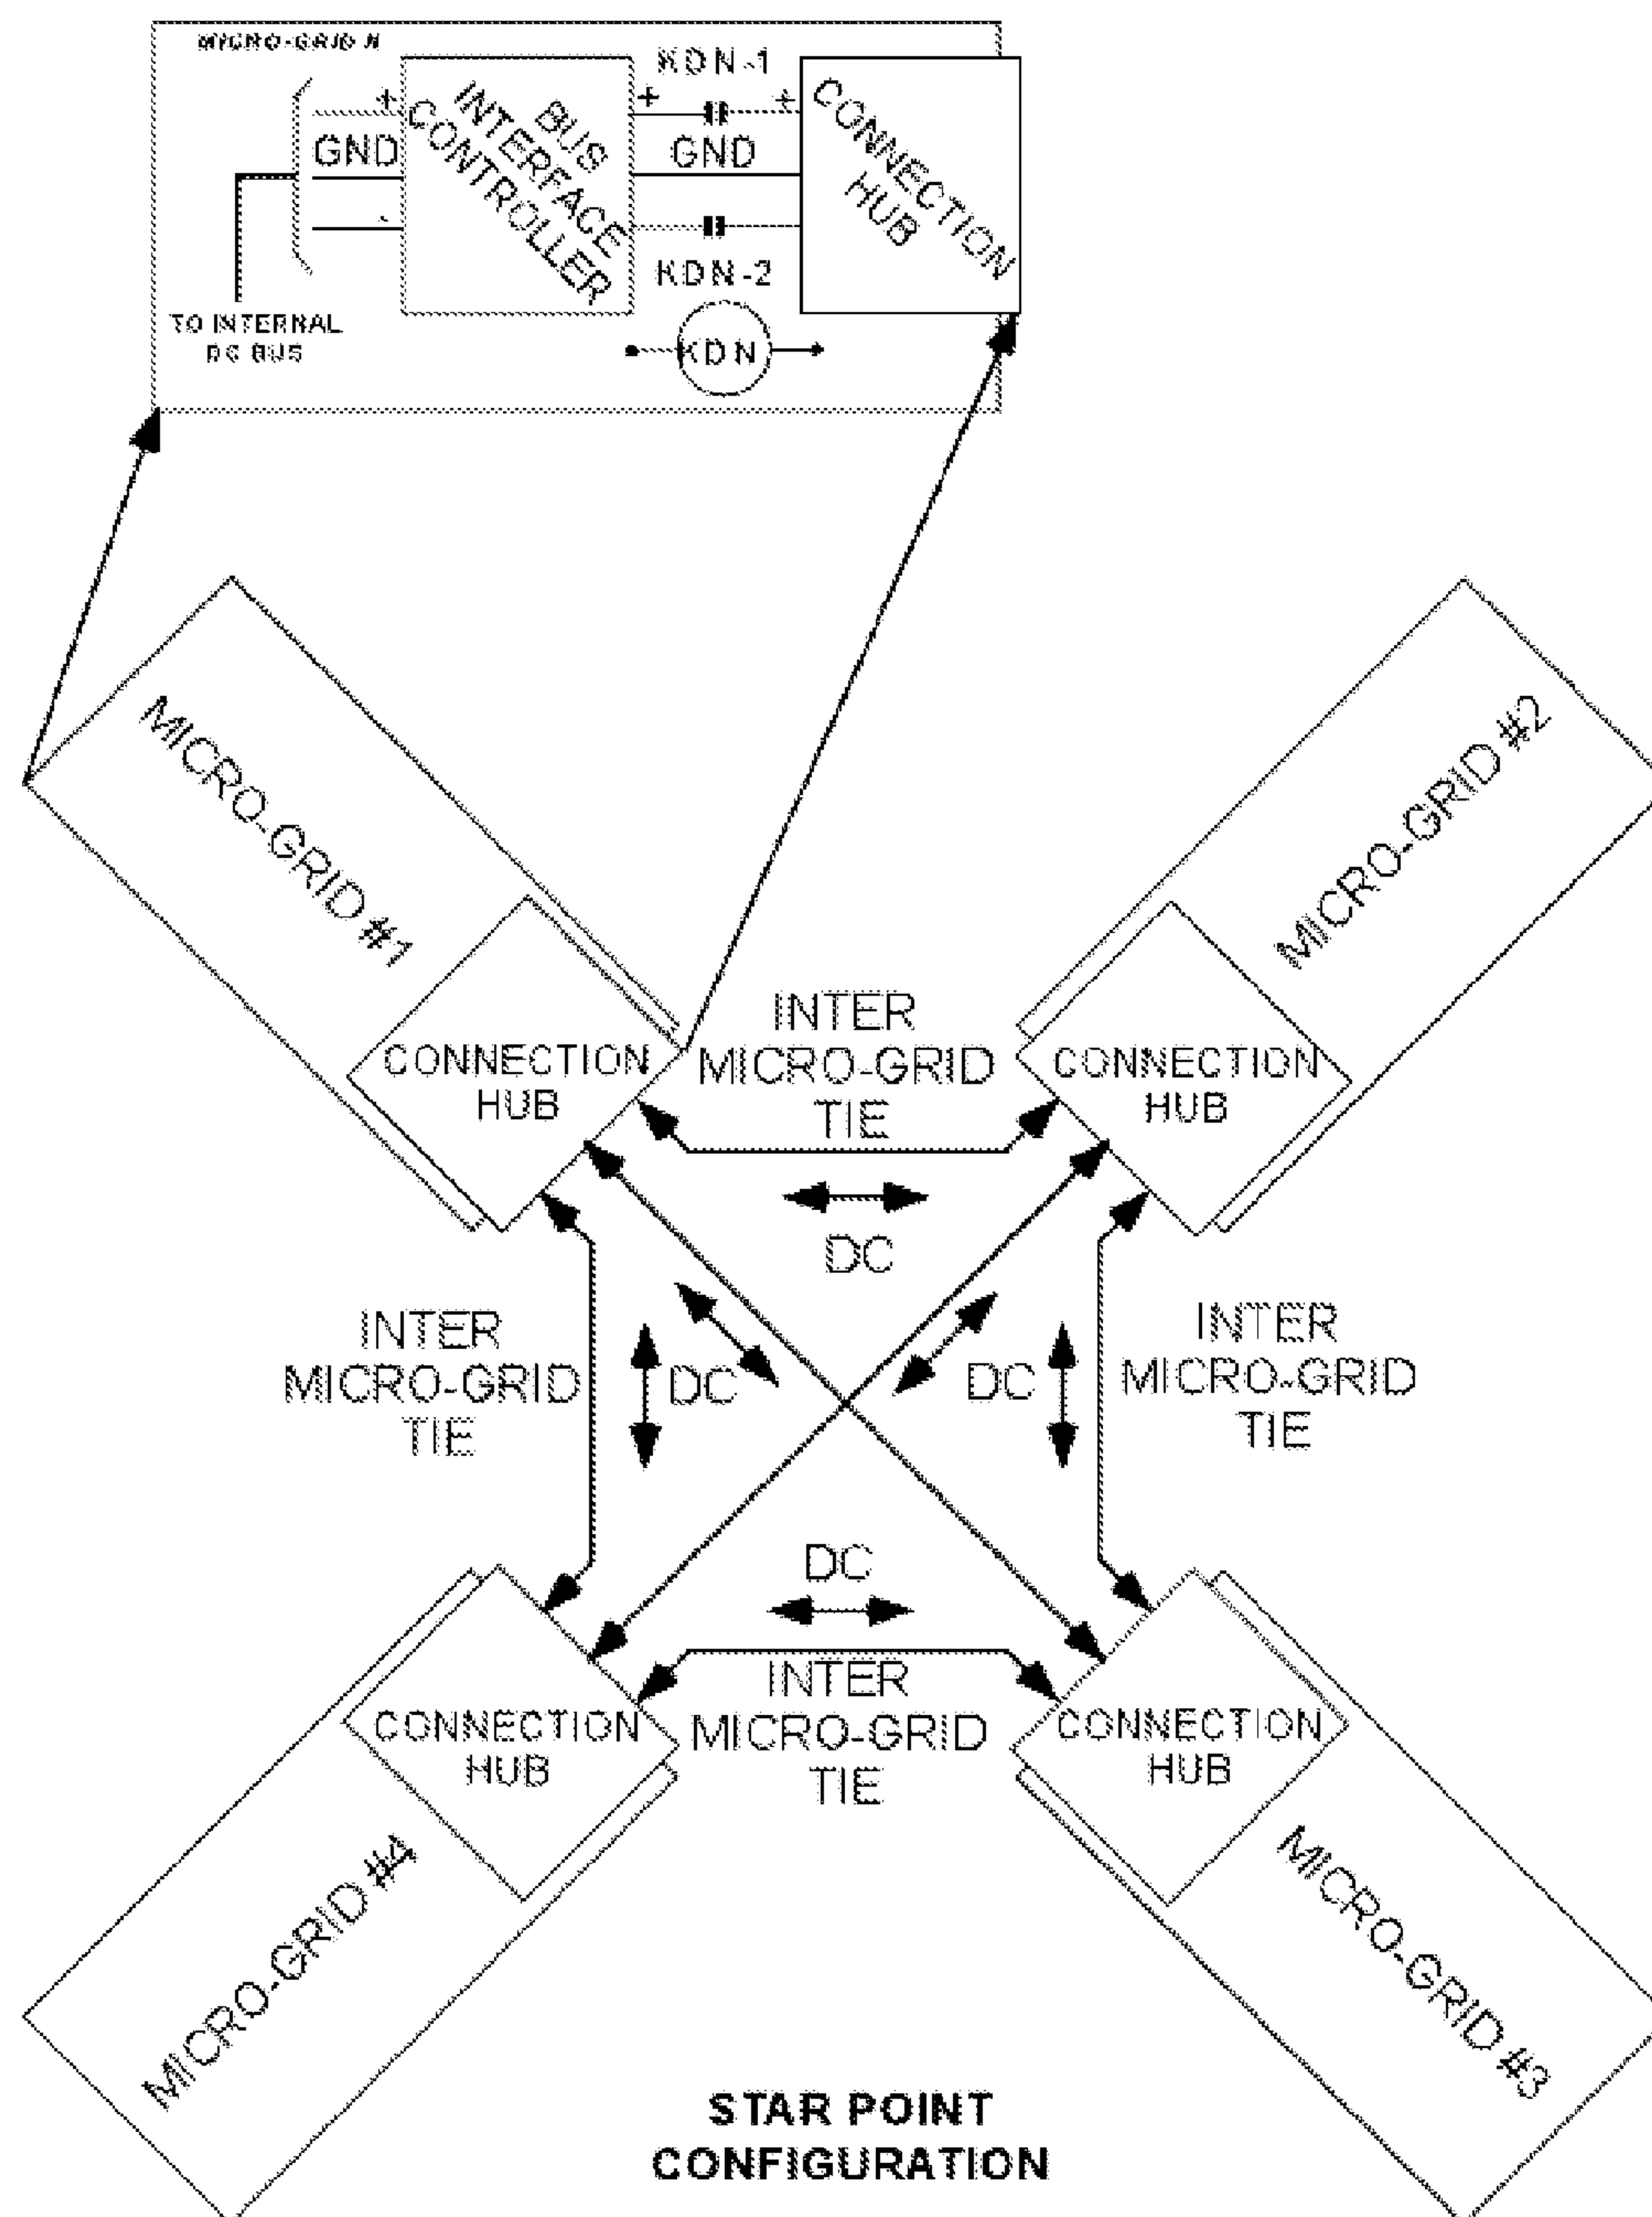 MICRO-GRID N
KDN-1
+
+
±
BUS
INTERFACE
CONTROLLER
CONNECTION
HUB
GND
GND
-
KDN-2
TO INTERNAL
DC BUS
KDN
MICRO-GRID #1
MICRO-GRID #2
INTER
MICRO-GRID
TIE
CONNECTION
HUB
CONNECTION
HUB
DC
INTER
MICRO-GRID
TIE
DC
DC
INTER
MICRO-GRID
TIE
DC
INTER
MICRO-GRID
TIE
CONNECTION
HUB
CONNECTION
HUB
MICRO-GRID #4
MICRO-GRID #3
STAR POINT
CONFIGURATION